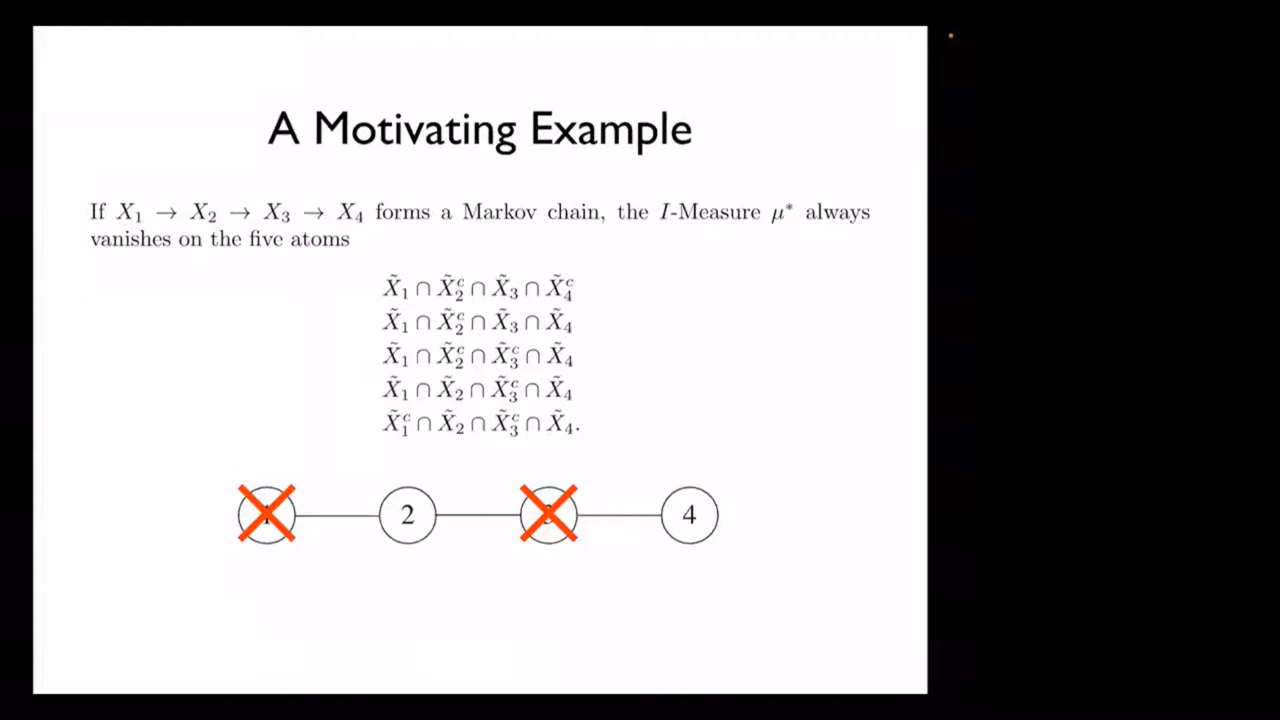 A Motivating Example
If X₁ → X₂ → X₃ → X₄ forms a Markov chain, the I-Measure μ* always
vanishes on the five atoms
X̃₁ ∩ X̃₂ᶜ ∩ X̃₃ ∩ X̃₄ᶜ
X̃₁ ∩ X̃₂ᶜ ∩ X̃₃ ∩ X̃₄
X̃₁ ∩ X̃₂ᶜ ∩ X̃₃ᶜ ∩ X̃₄
X̃₁ ∩ X̃₂ ∩ X̃₃ᶜ ∩ X̃₄
X̃₁ᶜ ∩ X̃₂ ∩ X̃₃ᶜ ∩ X̃₄.
2 4